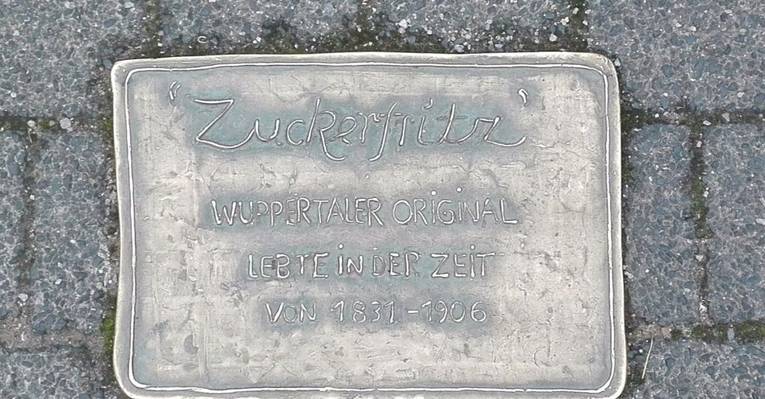 "Zuckerfritz"
WUPPERTALER ORIGINAL
LEBTE IN DER ZEIT
VON 1831-1906